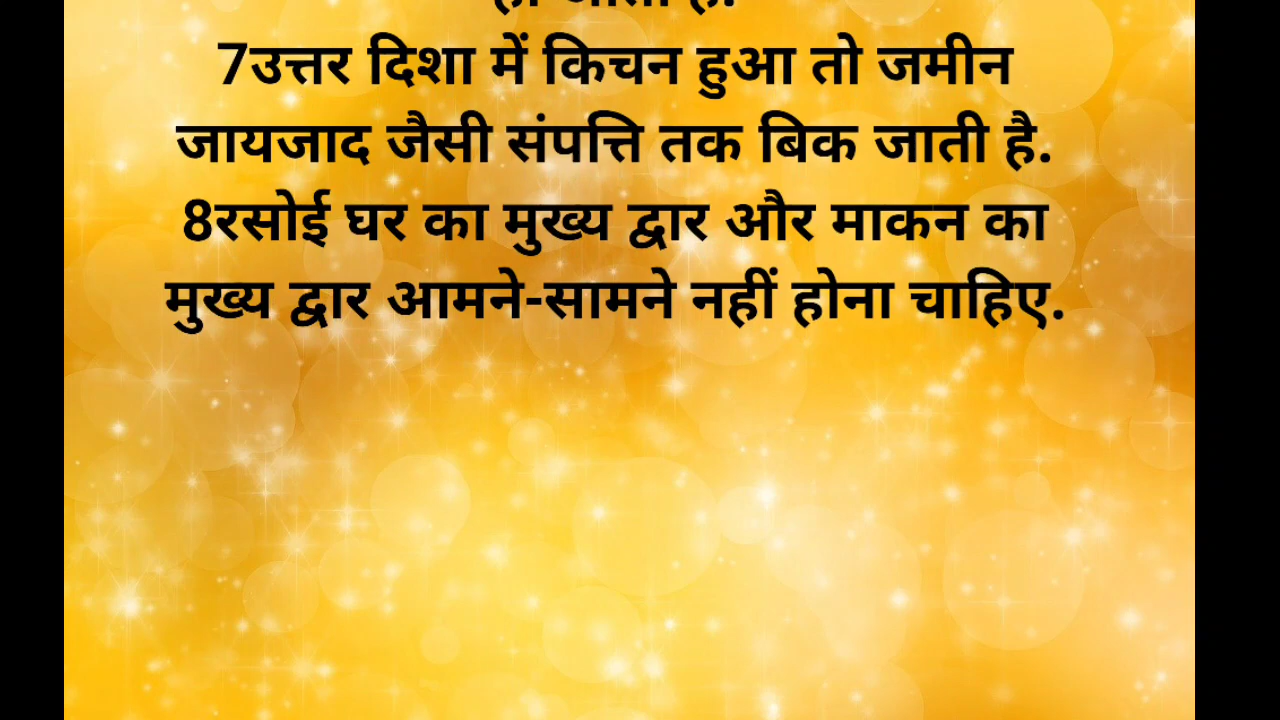 7उत्तर दिशा में किचन हुआ तो जमीन
जायजाद जैसी संपत्ति तक बिक जाती है.
8रसोई घर का मुख्य द्वार और माकन का
मुख्य द्वार आमने-सामने नहीं होना चाहिए.